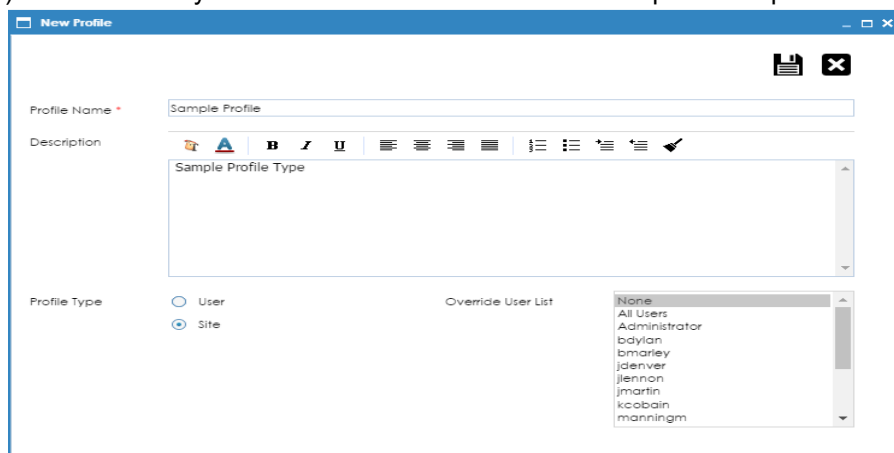 New Profile
Profile Name *
Sample Profile
Description
A B I U
Sample Profile Type
Profile Type
User
Site
Override User List
None
All Users
Administrator
bdylan
bmarley
jdenver
jlennon
jmartin
kcobain
manningm